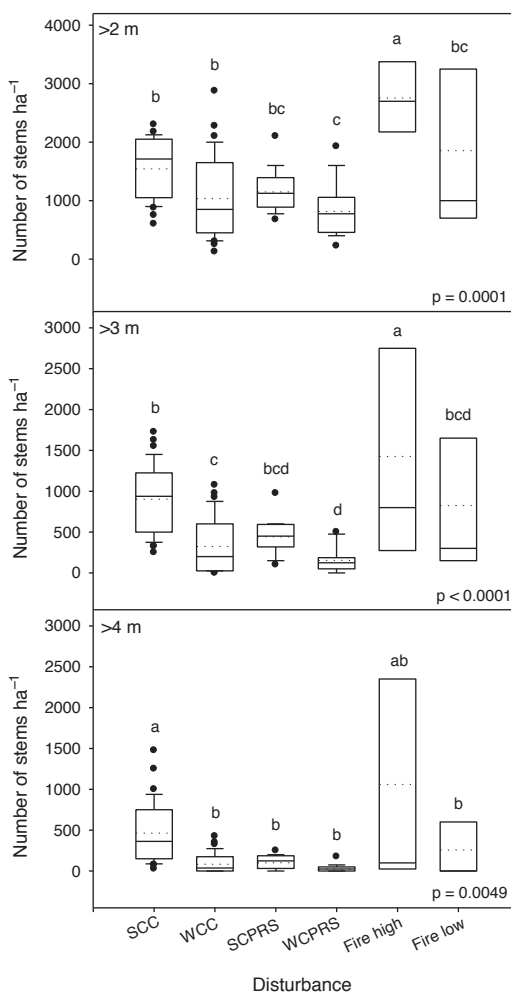 >2 m
4000
3000
2000
1000
0
Number of stems ha⁻¹
b
b
bc
c
a
bc
p = 0.0001
>3 m
3000
2500
2000
1500
1000
500
0
Number of stems ha⁻¹
b
c
bcd
d
a
bcd
p < 0.0001
>4 m
3000
2500
2000
1500
1000
500
0
Number of stems ha⁻¹
a
b
b
b
ab
b
p = 0.0049
SCC
WCC
SCPRS
WCPRS
Fire high
Fire low
Disturbance